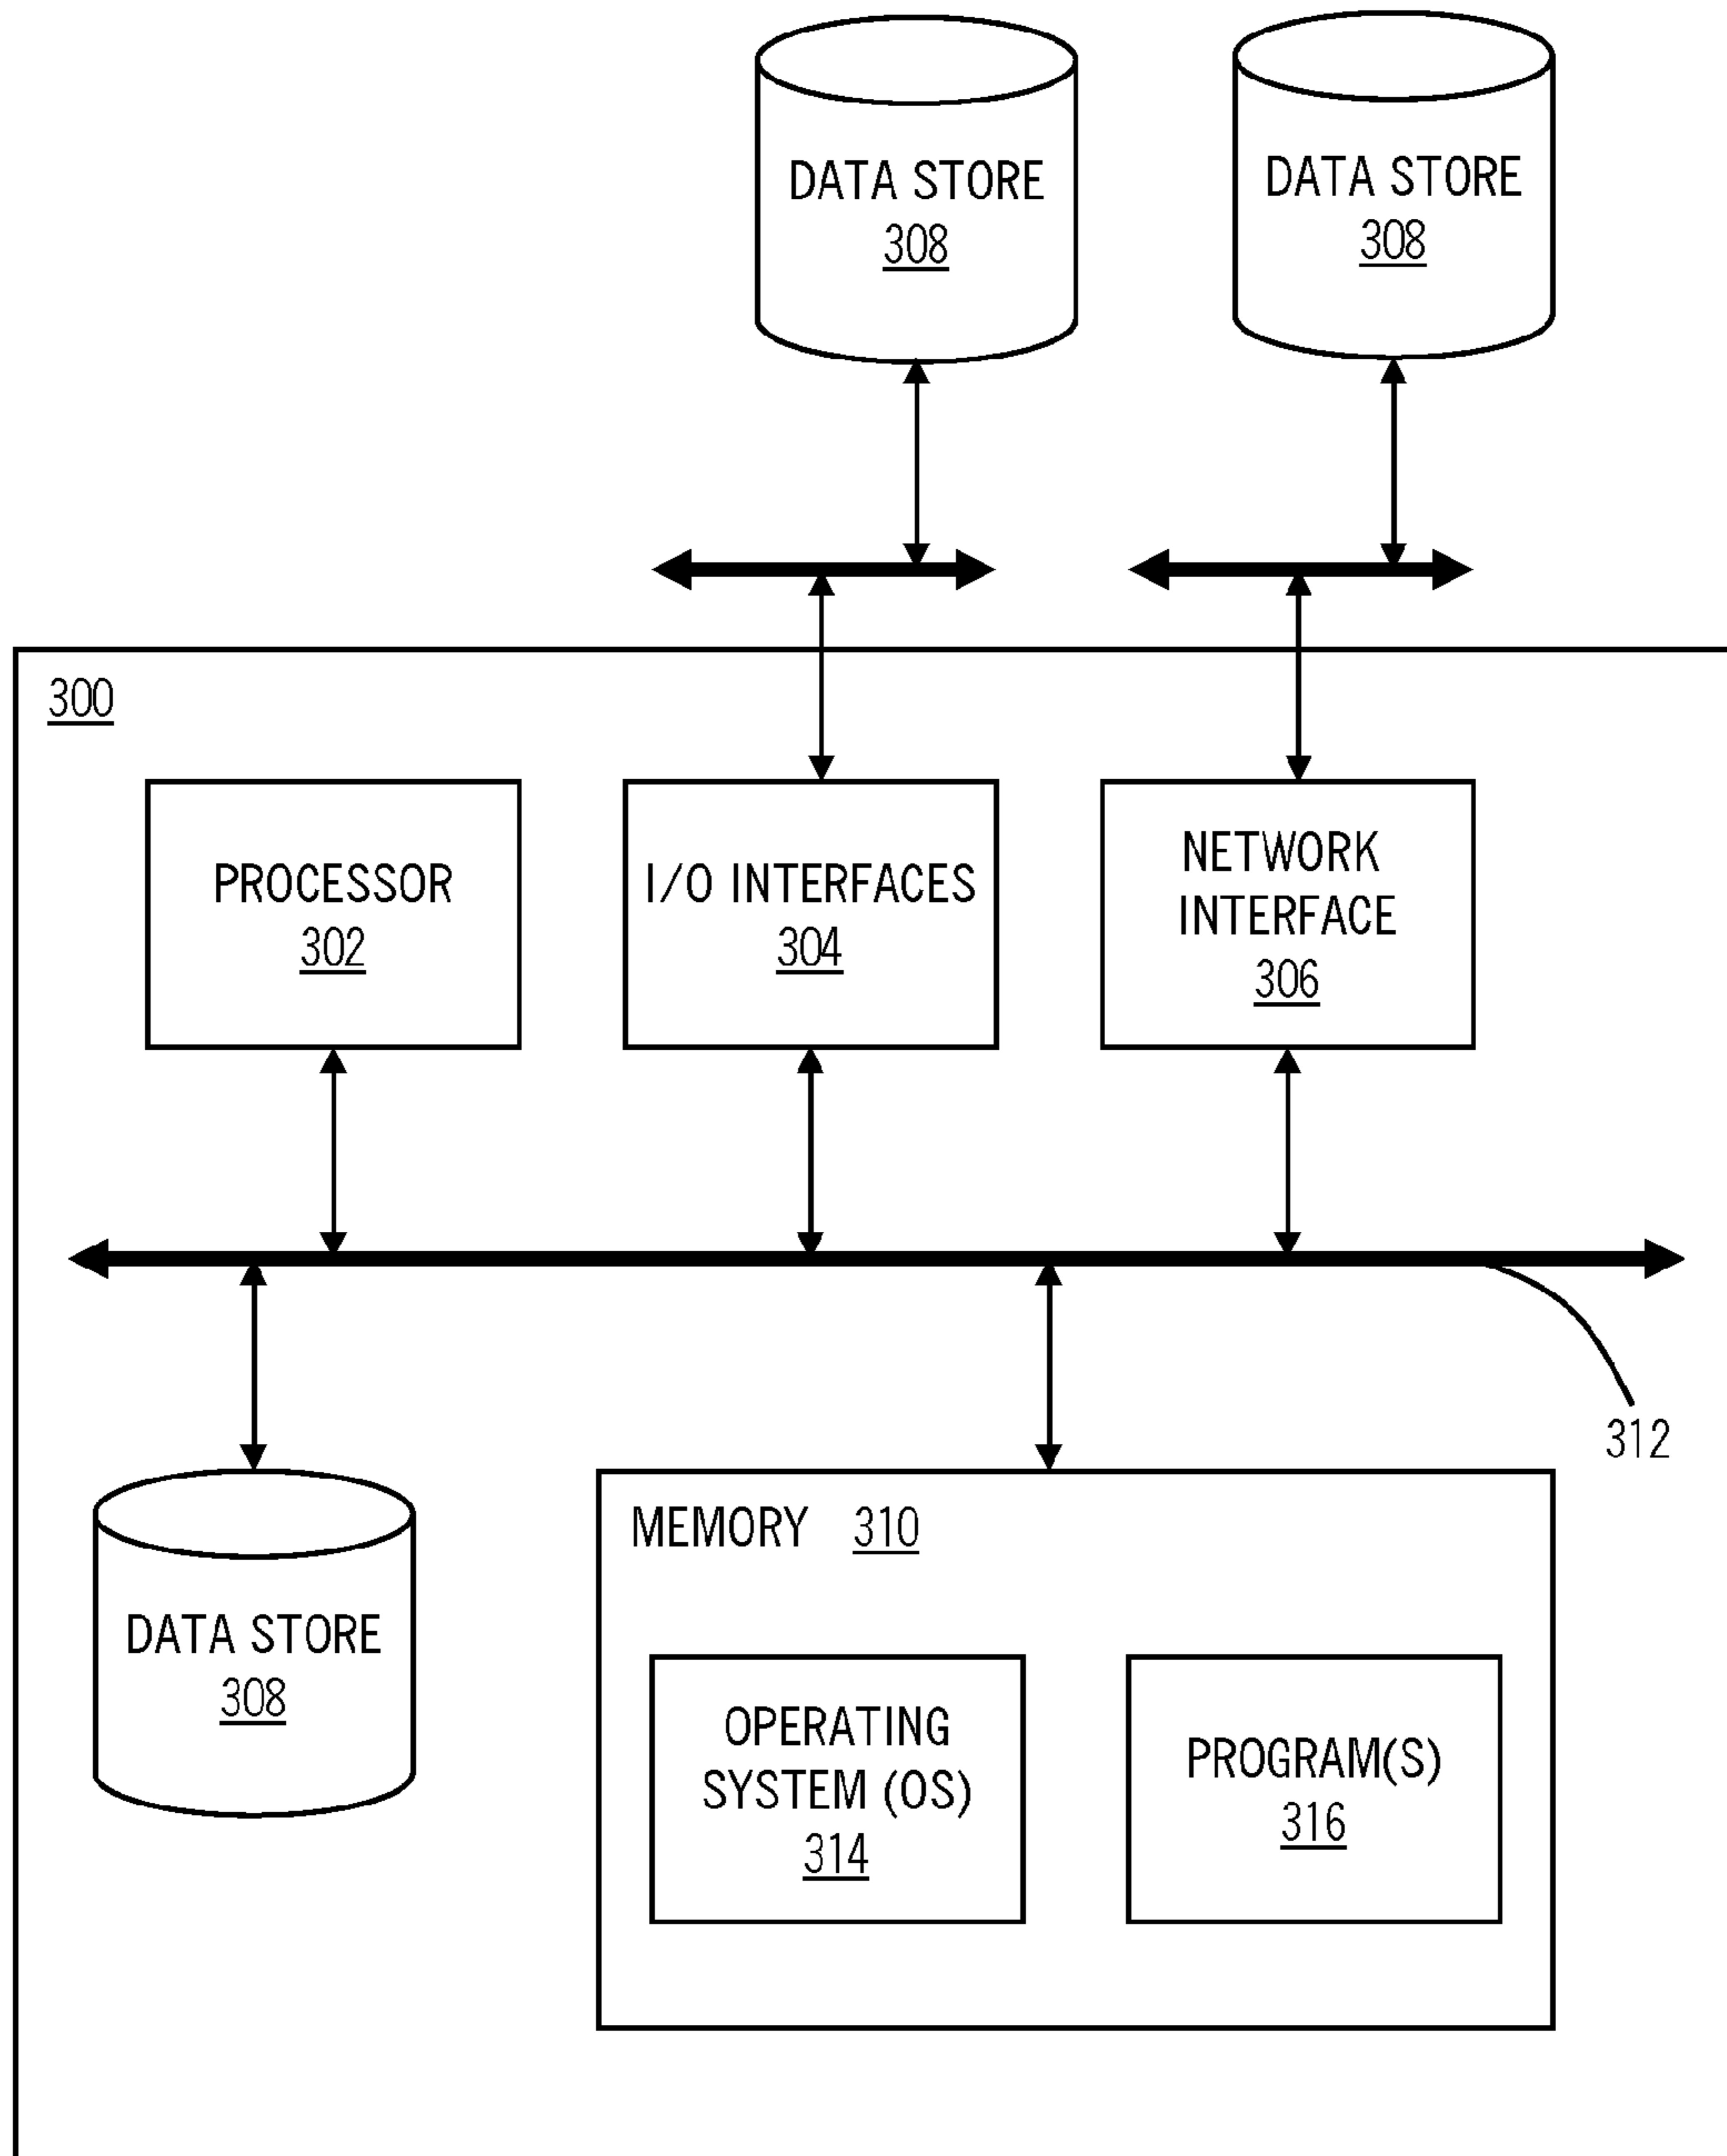 DATA STORE
308
DATA STORE
308
300
PROCESSOR
302
I/O INTERFACES
304
NETWORK
INTERFACE
306
312
DATA STORE
308
MEMORY 310
OPERATING
SYSTEM (OS)
314
PROGRAM(S)
316